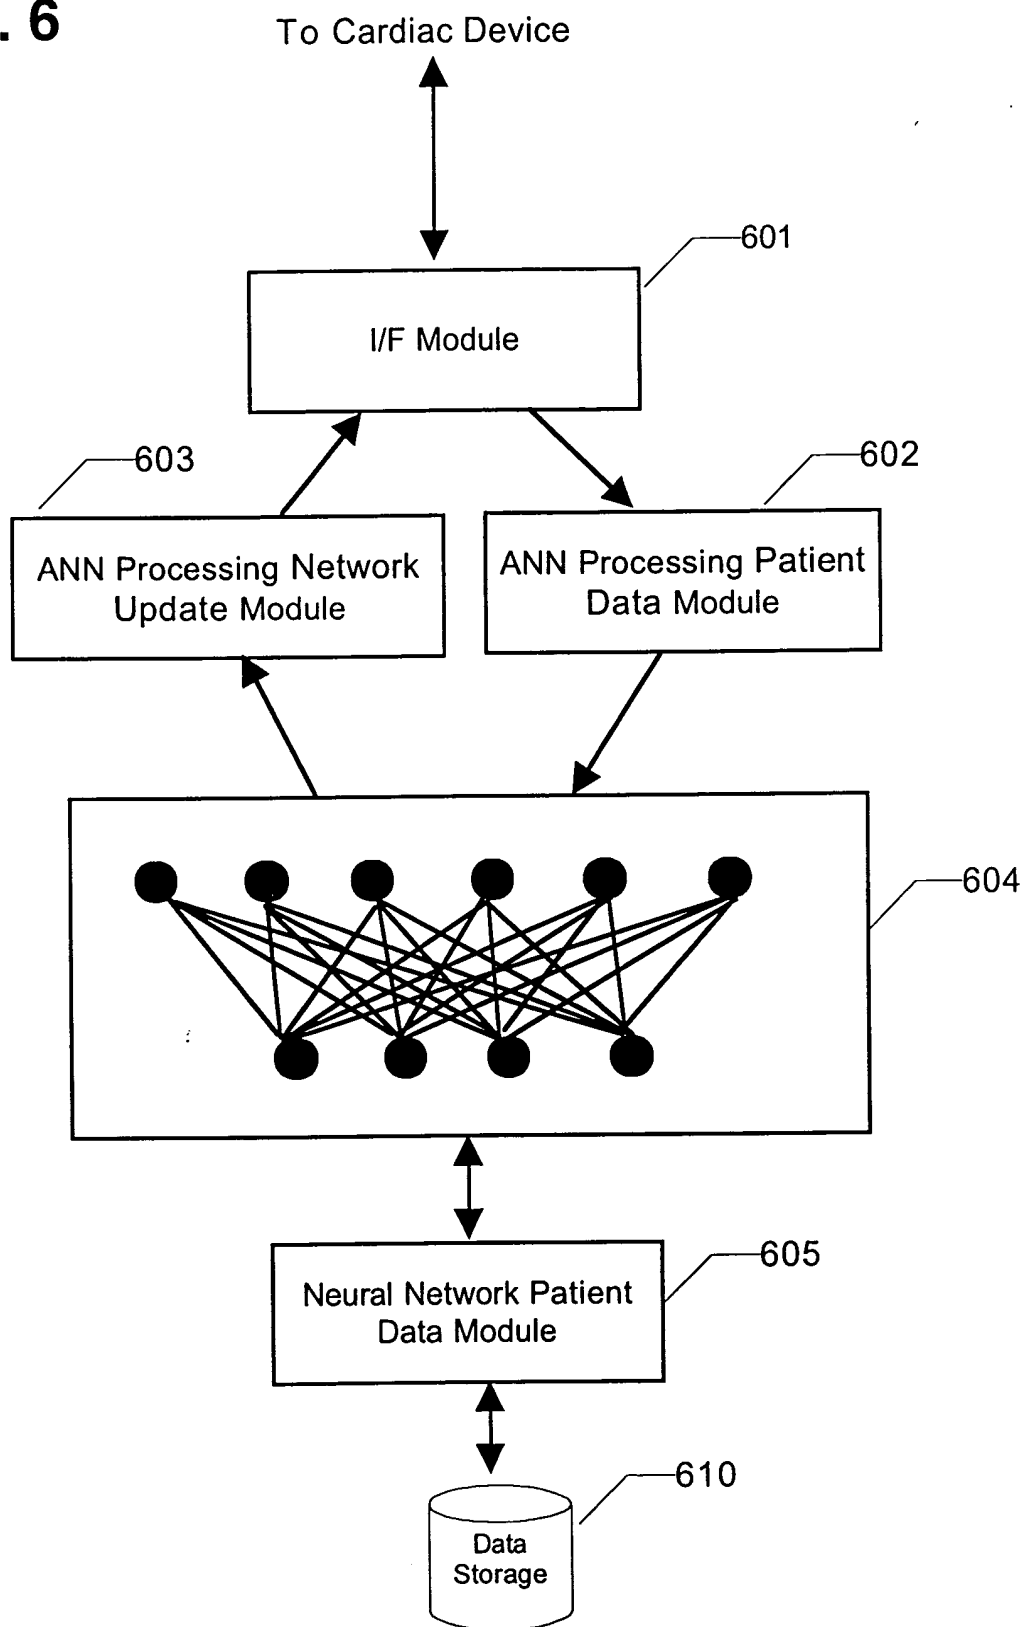 . 6
To Cardiac Device
601
I/F Module
603
602
ANN Processing Network
Update Module
ANN Processing Patient
Data Module
604
605
Neural Network Patient
Data Module
610
Data
Storage